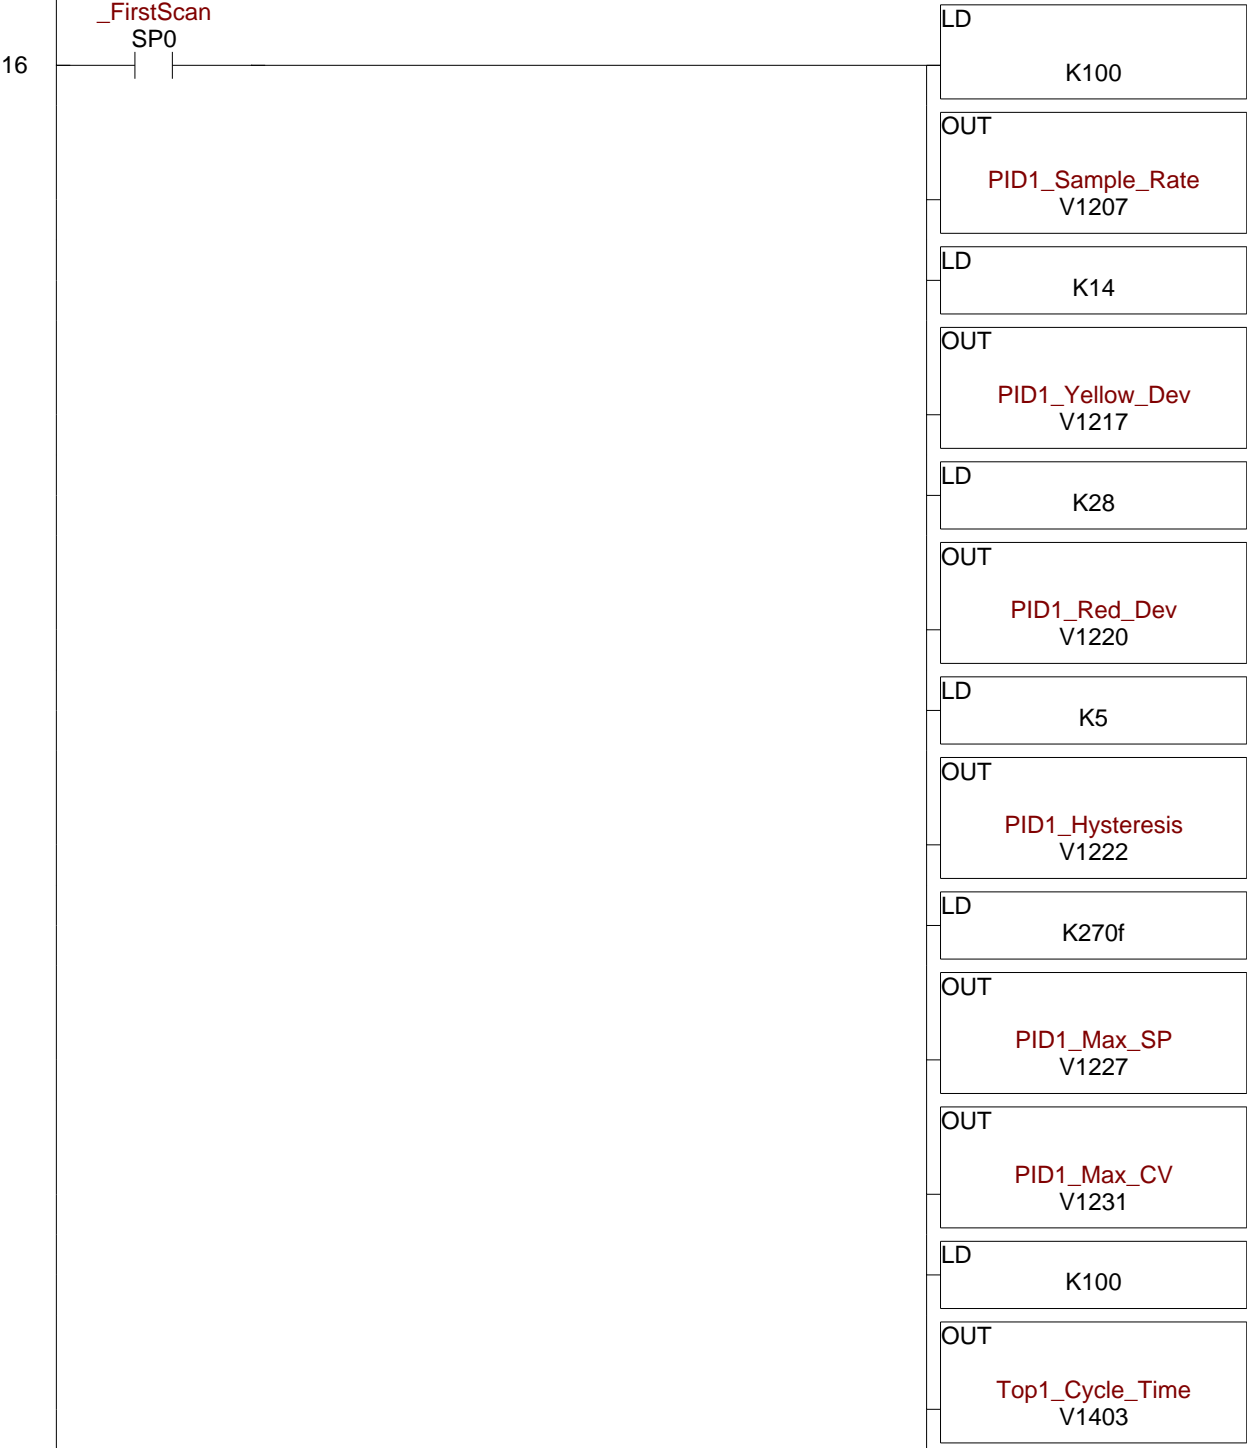 _FirstScan
SP0
16
LD
K100
OUT
PID1_Sample_Rate
V1207
LD
K14
OUT
PID1_Yellow_Dev
V1217
LD
K28
OUT
PID1_Red_Dev
V1220
LD
K5
OUT
PID1_Hysteresis
V1222
LD
K270f
OUT
PID1_Max_SP
V1227
OUT
PID1_Max_CV
V1231
LD
K100
OUT
Top1_Cycle_Time
V1403